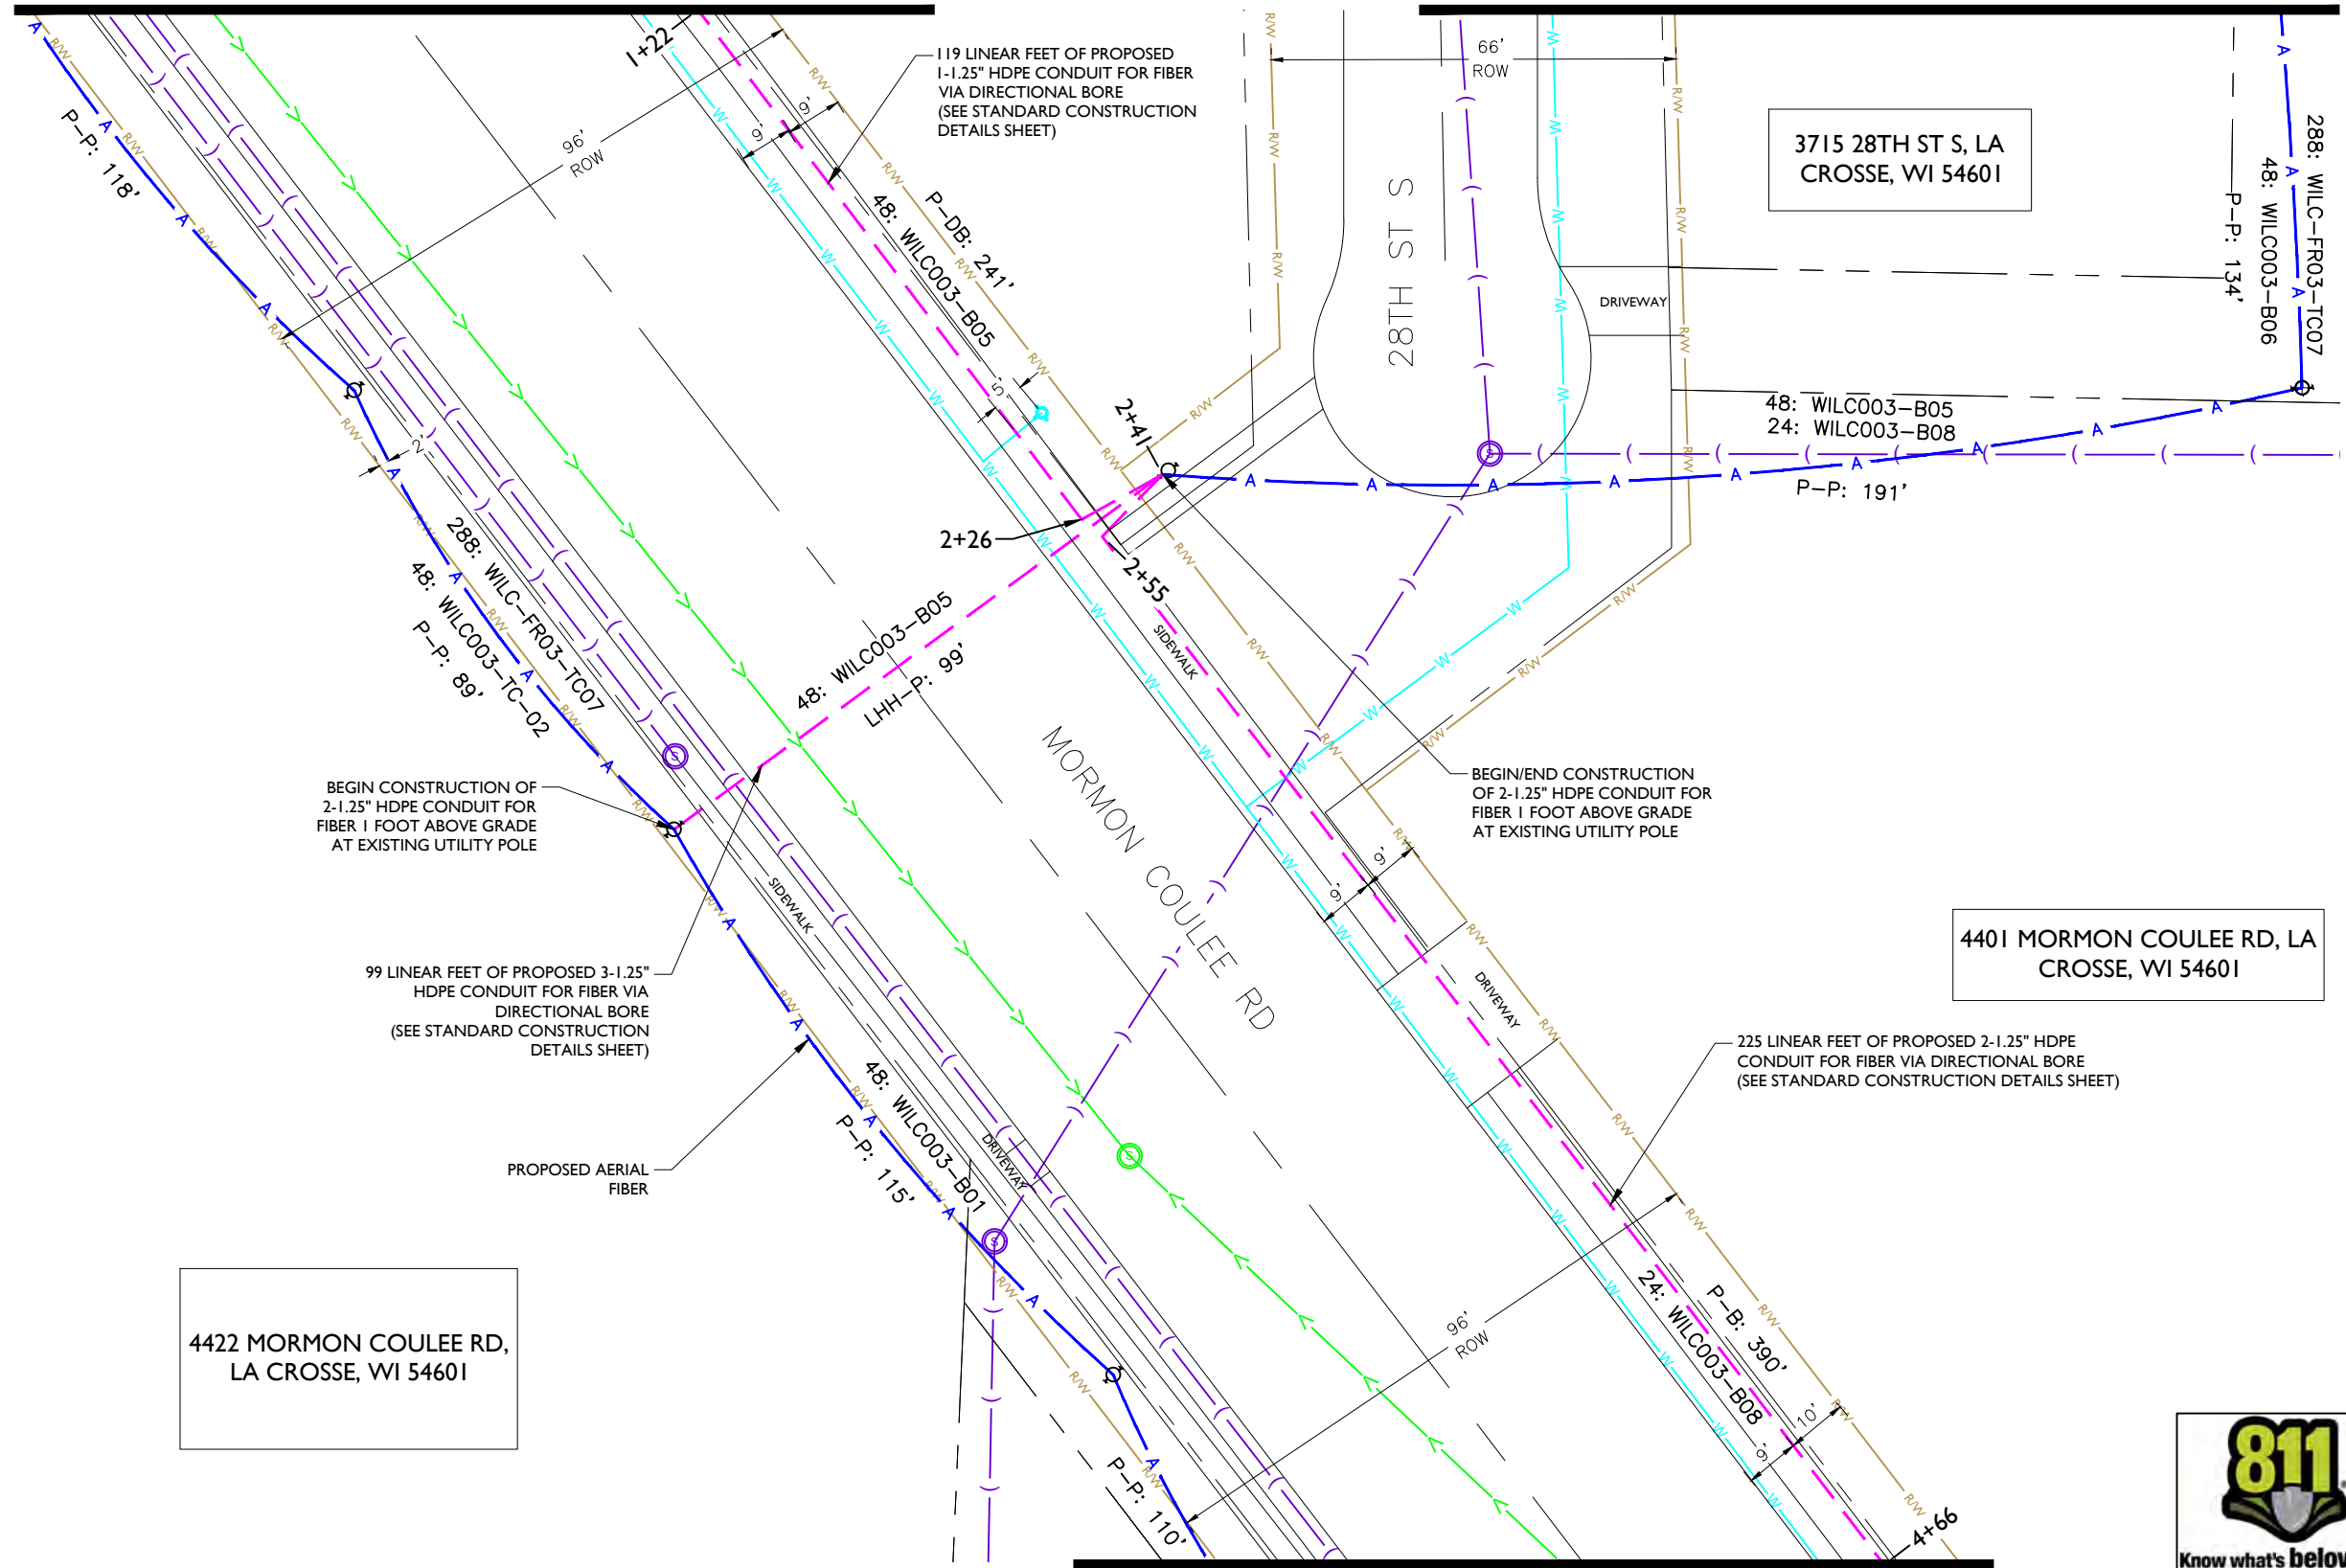 1+22
119 LINEAR FEET OF PROPOSED
1-1.25" HDPE CONDUIT FOR FIBER
VIA DIRECTIONAL BORE
(SEE STANDARD CONSTRUCTION
DETAILS SHEET)
66'
ROW
3715 28TH ST S, LA
CROSSE, WI 54601
288: WILC-FR03-TC07
48: WILC003-B06
P-P: 134'
P-P: 118'
96'
ROW
9'
9'
P-DB: 241'
48: WILC003-B05
28TH ST S
DRIVEWAY
5'
2+41
48: WILC003-B05
24: WILC003-B08
P-P: 191'
2'
2+26
2+55
288: WILC-FR03-TC07
48: WILC003-TC-02
P-P: 89'
48: WILC003-B05
LHH-P: 99'
SIDEWALK
MORMON COULEE RD
BEGIN CONSTRUCTION OF
2-1.25" HDPE CONDUIT FOR
FIBER 1 FOOT ABOVE GRADE
AT EXISTING UTILITY POLE
BEGIN/END CONSTRUCTION
OF 2-1.25" HDPE CONDUIT FOR
FIBER 1 FOOT ABOVE GRADE
AT EXISTING UTILITY POLE
SIDEWALK
9'
9'
99 LINEAR FEET OF PROPOSED 3-1.25"
HDPE CONDUIT FOR FIBER VIA
DIRECTIONAL BORE
(SEE STANDARD CONSTRUCTION
DETAILS SHEET)
DRIVEWAY
4401 MORMON COULEE RD, LA
CROSSE, WI 54601
225 LINEAR FEET OF PROPOSED 2-1.25" HDPE
CONDUIT FOR FIBER VIA DIRECTIONAL BORE
(SEE STANDARD CONSTRUCTION DETAILS SHEET)
48: WILC003-B01
P-P: 115'
DRIVEWAY
PROPOSED AERIAL
FIBER
4422 MORMON COULEE RD,
LA CROSSE, WI 54601
96'
ROW
P-B: 390'
24: WILC003-B08
10'
9'
P-P: 110'
4+66
811
Know what's below